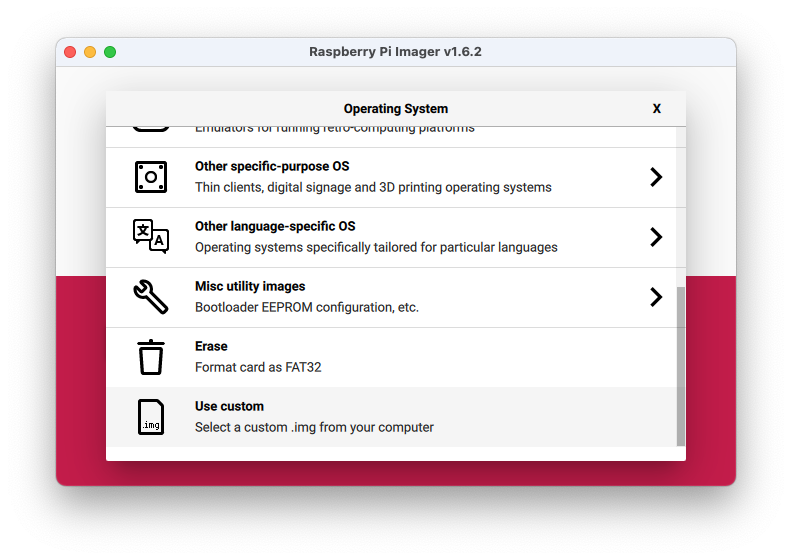 Raspberry Pi Imager v1.6.2
Operating System X
Emulators for running retro-computing platforms
Other specific-purpose OS
Thin clients, digital signage and 3D printing operating systems
文
A
Other language-specific OS
Operating systems specifically tailored for particular languages
Misc utility images
Bootloader EEPROM configuration, etc.
Erase
Format card as FAT32
Use custom
.img
Select a custom .img from your computer